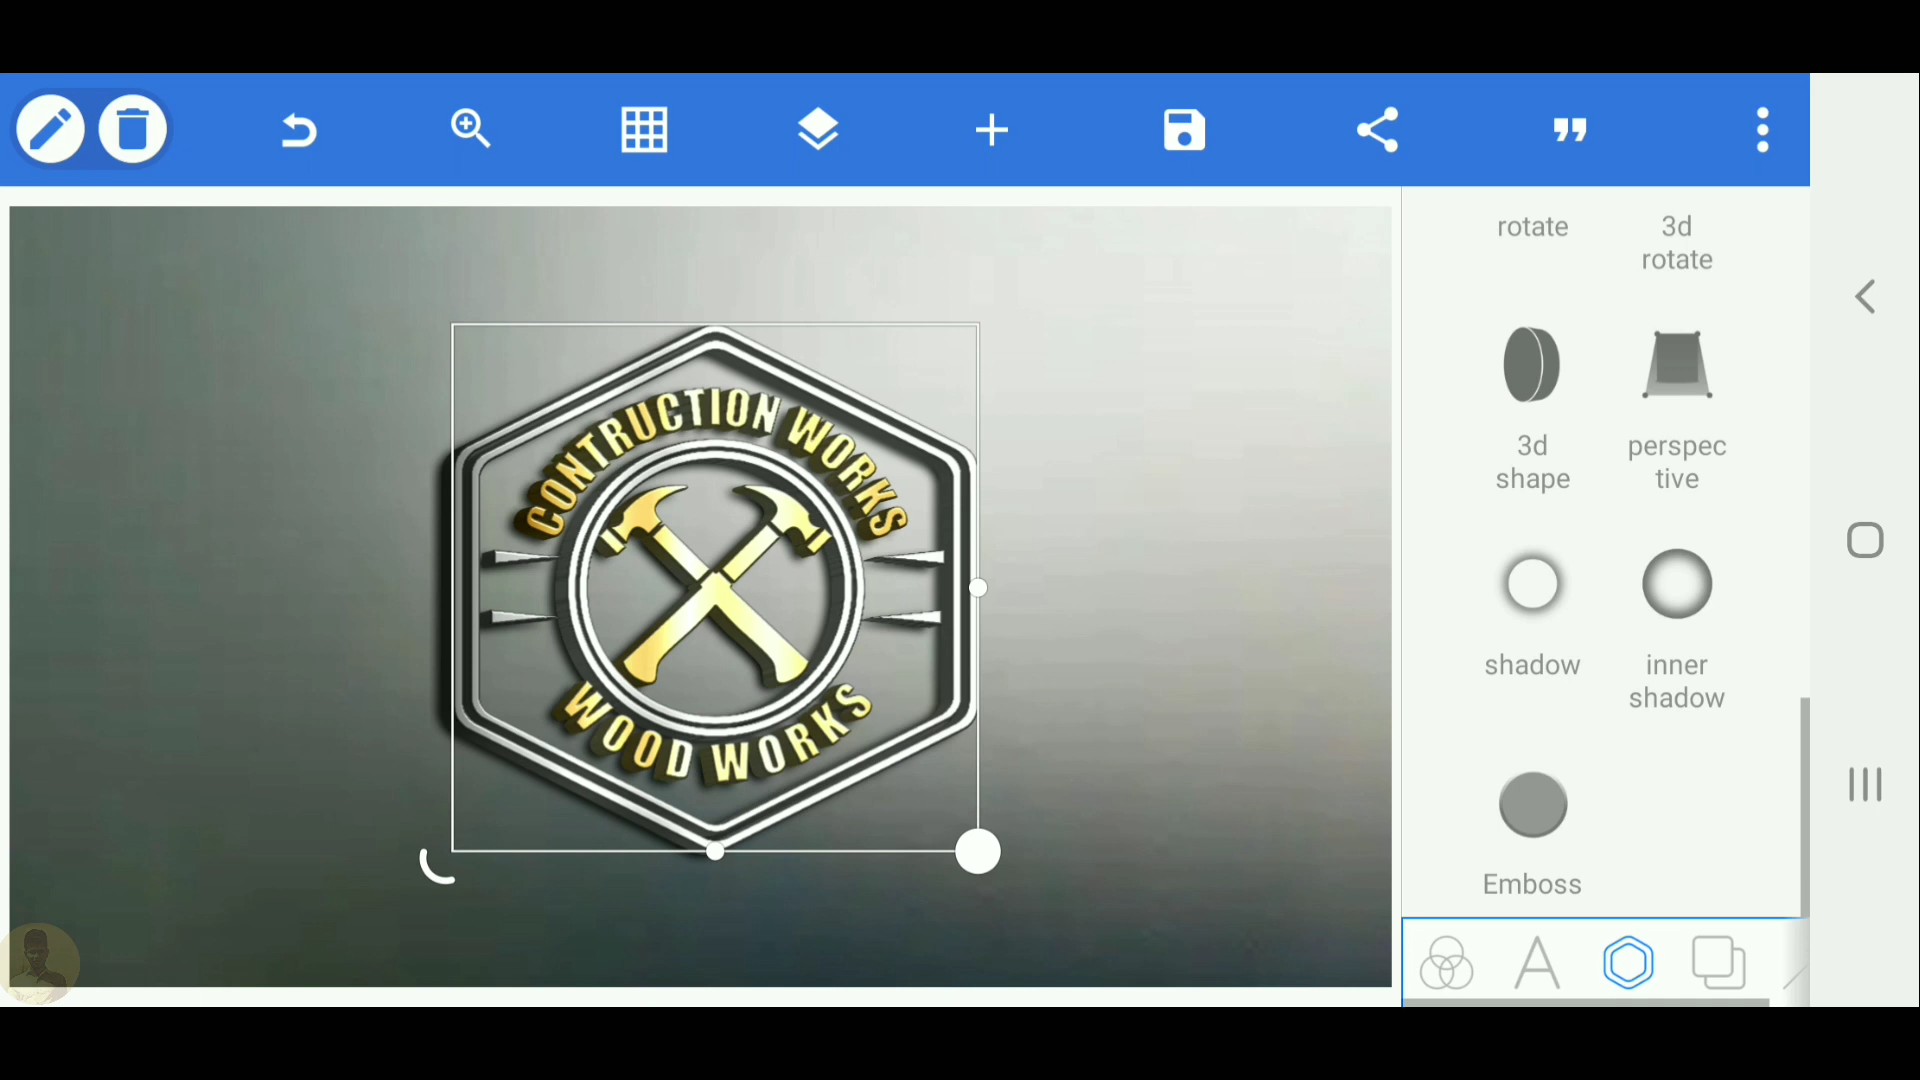 rotate
3d
rotate
3d
shape
perspec
tive
shadow
inner
shadow
Emboss
CONTRUCTION WORKS
WOOD WORKS